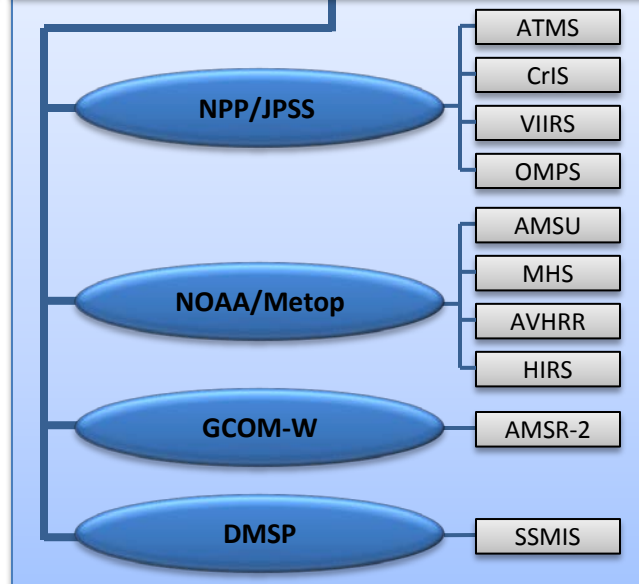 NPP/JPSS
ATMS
CrIS
VIIRS
OMPS
NOAA/Metop
AMSU
MHS
AVHRR
HIRS
GCOM-W
AMSR-2
DMSP
SSMIS